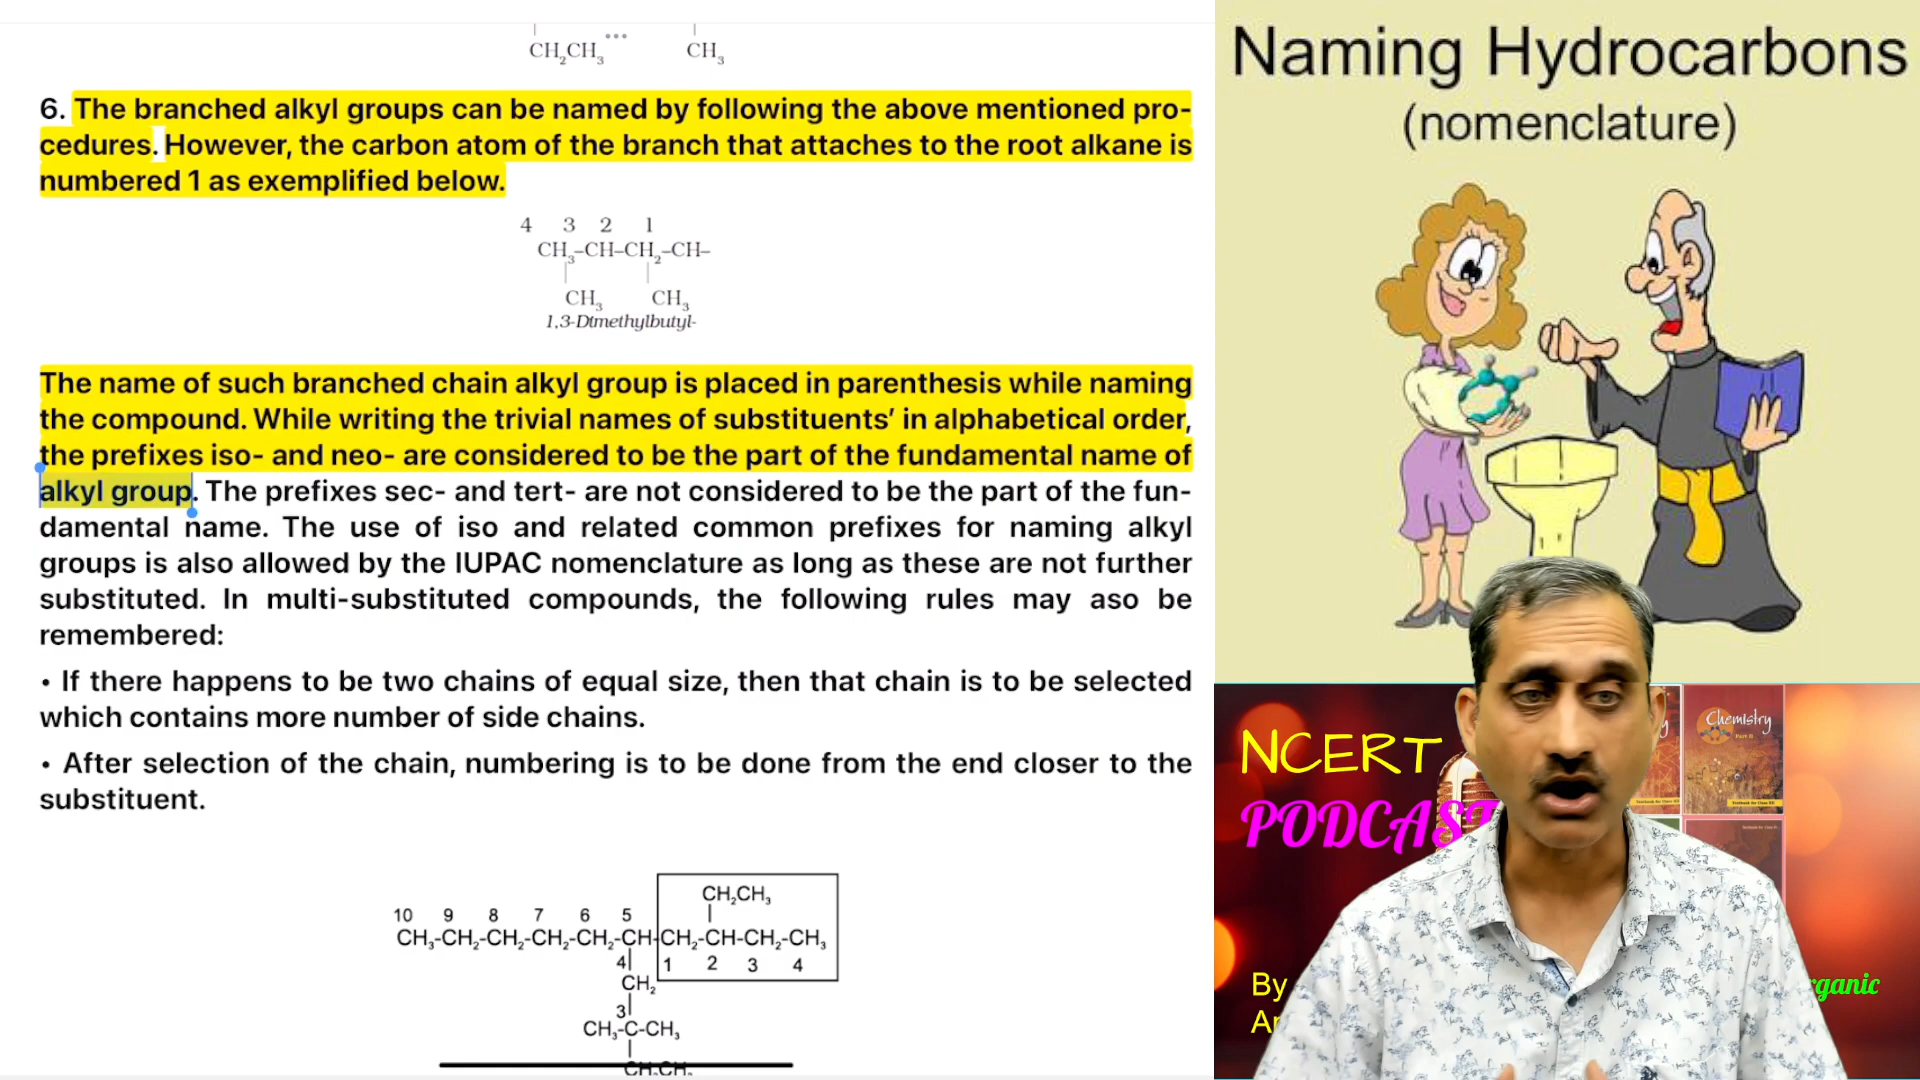 CH₂CH₃ ••• CH₃
6. The branched alkyl groups can be named by following the above mentioned pro-
cedures. However, the carbon atom of the branch that attaches to the root alkane is
numbered 1 as exemplified below.
4 3 2 1
CH₃–CH–CH₂–CH–
CH₃ CH₃
1,3-Dimethylbutyl-
The name of such branched chain alkyl group is placed in parenthesis while naming
the compound. While writing the trivial names of substituents’ in alphabetical order,
the prefixes iso- and neo- are considered to be the part of the fundamental name of
alkyl group. The prefixes sec- and tert- are not considered to be the part of the fun-
damental name. The use of iso and related common prefixes for naming alkyl
groups is also allowed by the IUPAC nomenclature as long as these are not further
substituted. In multi-substituted compounds, the following rules may aso be
remembered:
• If there happens to be two chains of equal size, then that chain is to be selected
which contains more number of side chains.
• After selection of the chain, numbering is to be done from the end closer to the
substituent.
CH₂CH₃
10 9 8 7 6 5
CH₃-CH₂-CH₂-CH₂-CH₂-CH-CH₂-CH-CH₂-CH₃
4 1 2 3 4
CH₂
3
CH₃-C-CH₃
Naming Hydrocarbons
(nomenclature)
NCERT
PODCAST
Chemistry
Part II
By
rganic